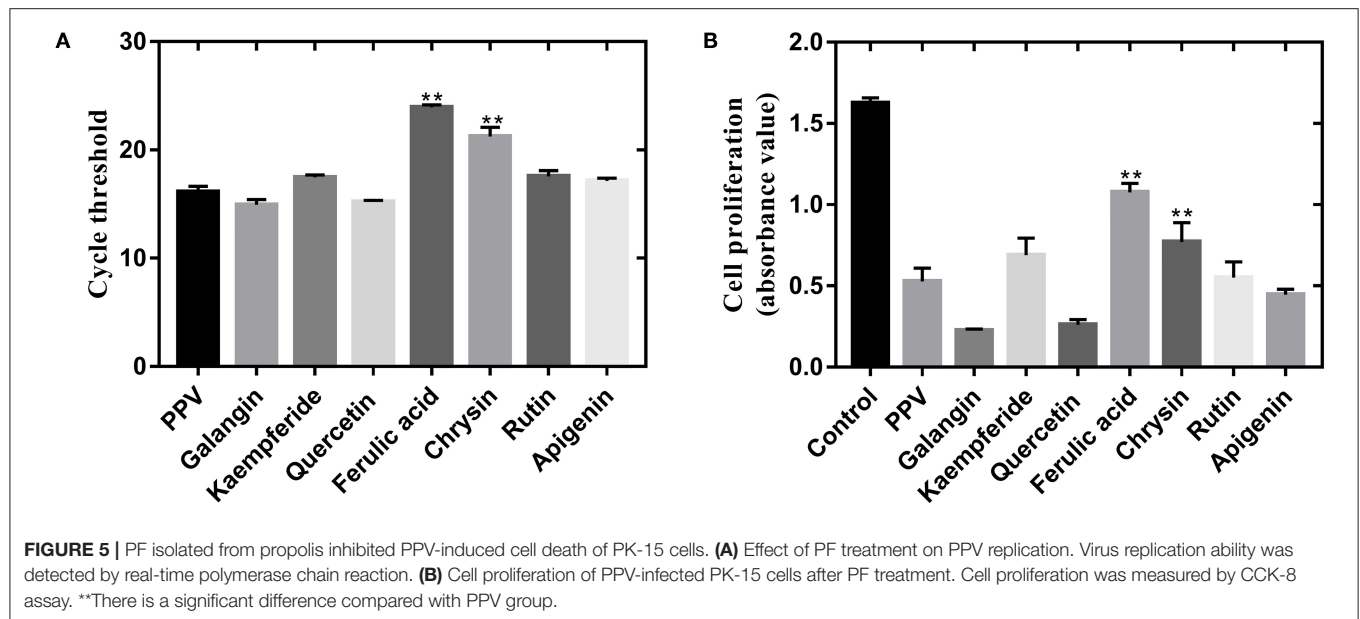 A
30
20
10
0
Cycle threshold
**
**
PPV
Galangin
Kaempferide
Quercetin
Ferulic acid
Chrysin
Rutin
Apigenin
B
2.0
1.5
1.0
0.5
0.0
Cell proliferation
(absorbance value)
**
**
Control
PPV
Galangin
Kaempferide
Quercetin
Ferulic acid
Chrysin
Rutin
Apigenin
FIGURE 5 | PF isolated from propolis inhibited PPV-induced cell death of PK-15 cells. (A) Effect of PF treatment on PPV replication. Virus replication ability was
detected by real-time polymerase chain reaction. (B) Cell proliferation of PPV-infected PK-15 cells after PF treatment. Cell proliferation was measured by CCK-8
assay. **There is a significant difference compared with PPV group.